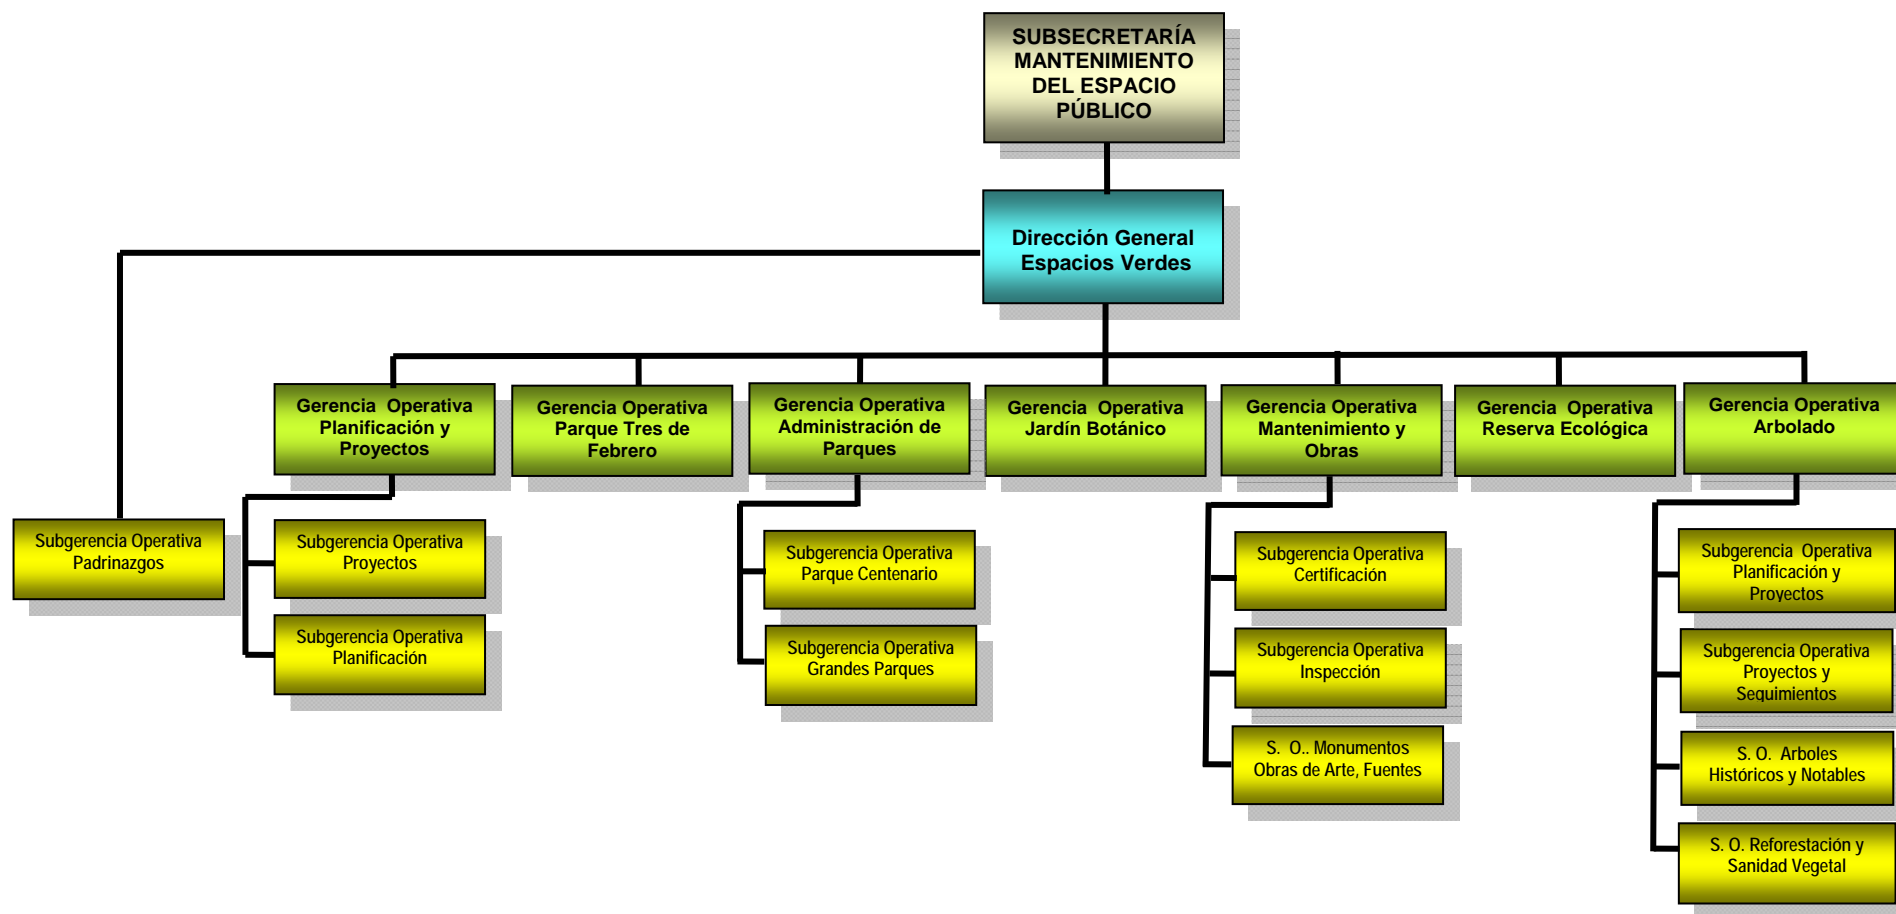 SUBSECRETARÍA
MANTENIMIENTO
DEL ESPACIO
PÚBLICO
Dirección General
Espacios Verdes
Gerencia Operativa
Planificación y
Proyectos
Gerencia Operativa
Parque Tres de
Febrero
Gerencia Operativa
Administración de
Parques
Gerencia Operativa
Jardín Botánico
Gerencia Operativa
Mantenimiento y
Obras
Gerencia Operativa
Reserva Ecológica
Gerencia Operativa
Arbolado
Subgerencia Operativa
Padrinazgos
Subgerencia Operativa
Proyectos
Subgerencia Operativa
Planificación
Subgerencia Operativa
Parque Centenario
Subgerencia Operativa
Grandes Parques
Subgerencia Operativa
Certificación
Subgerencia Operativa
Inspección
S. O.. Monumentos
Obras de Arte, Fuentes
Subgerencia Operativa
Planificación y
Proyectos
Subgerencia Operativa
Proyectos y
Seguimientos
S. O. Arboles
Históricos y Notables
S. O. Reforestación y
Sanidad Vegetal